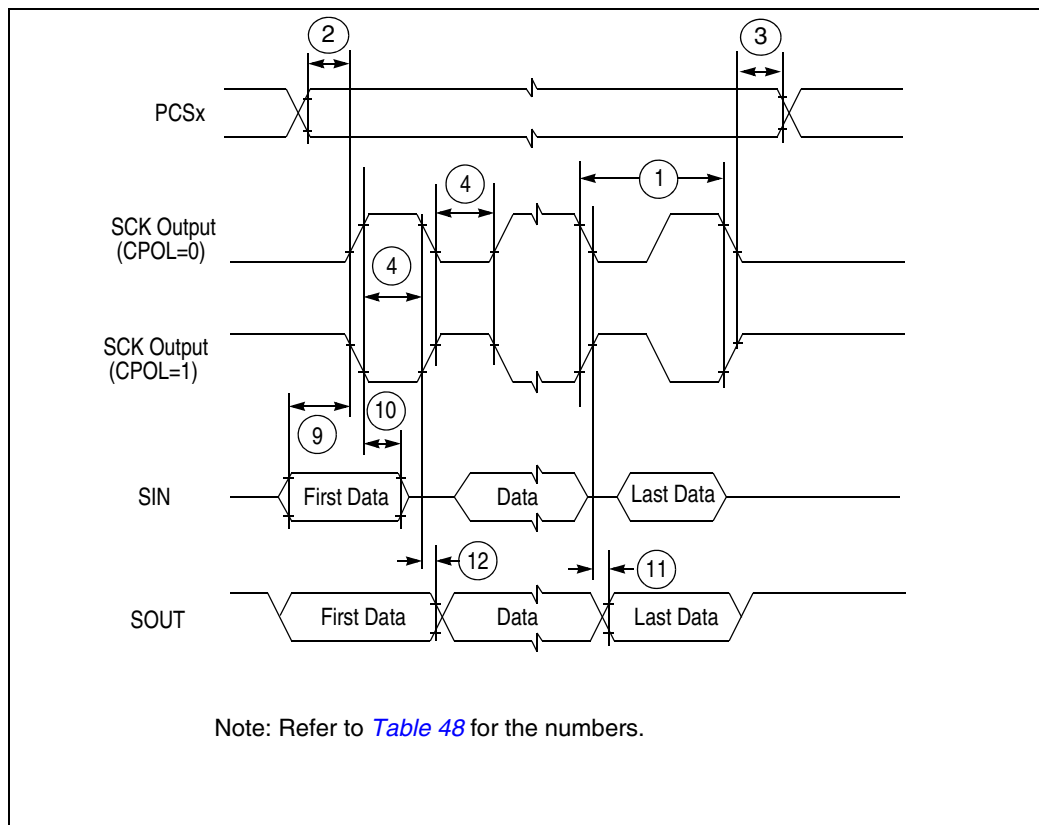 2
3
PCSx
4
1
SCK Output
(CPOL=0)
4
SCK Output
(CPOL=1)
10
9
SIN
First Data
Data
Last Data
12
11
SOUT
First Data
Data
Last Data
Note: Refer to Table 48 for the numbers.